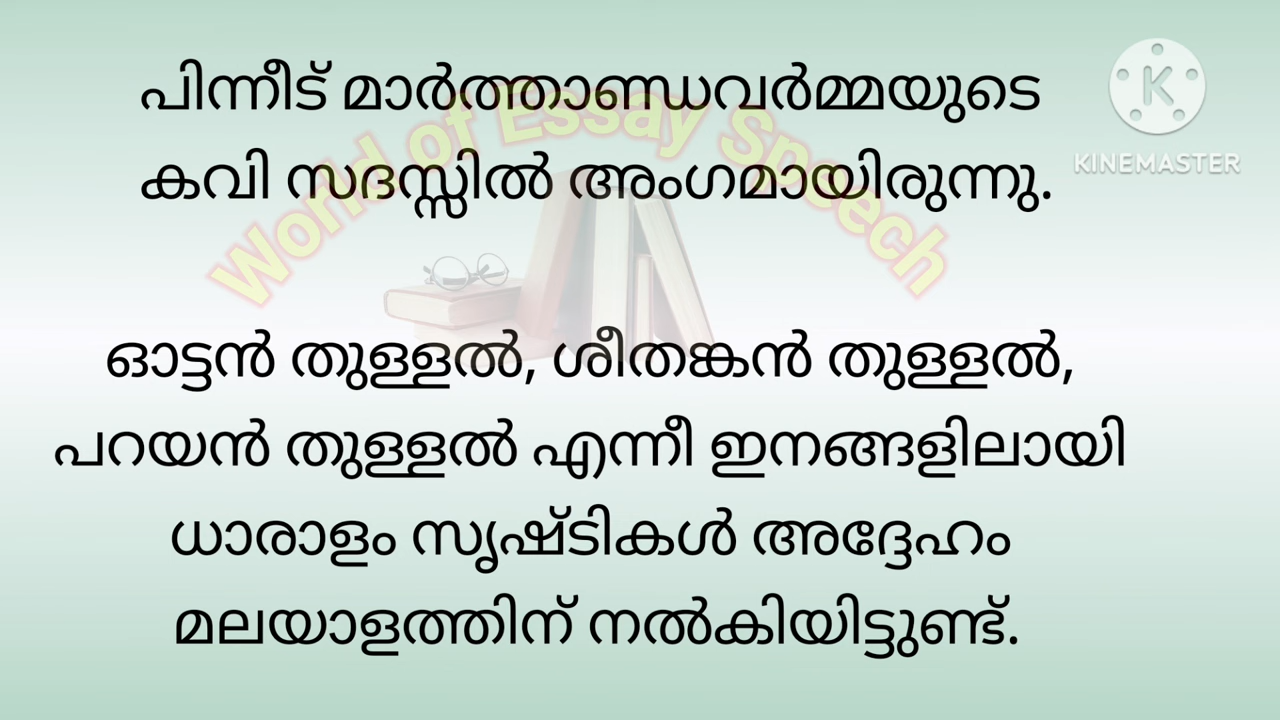 പിന്നീട് മാർത്താണ്ഡവർമ്മയുടെ
കവി സദസ്സിൽ അംഗമായിരുന്നു.
ഓട്ടൻ തുള്ളൽ, ശീതങ്കൻ തുള്ളൽ,
പറയൻ തുള്ളൽ എന്നീ ഇനങ്ങളിലായി
ധാരാളം സൃഷ്ടികൾ അദ്ദേഹം
മലയാളത്തിന് നൽകിയിട്ടുണ്ട്.
World of Essay Speech
K
KINEMASTER